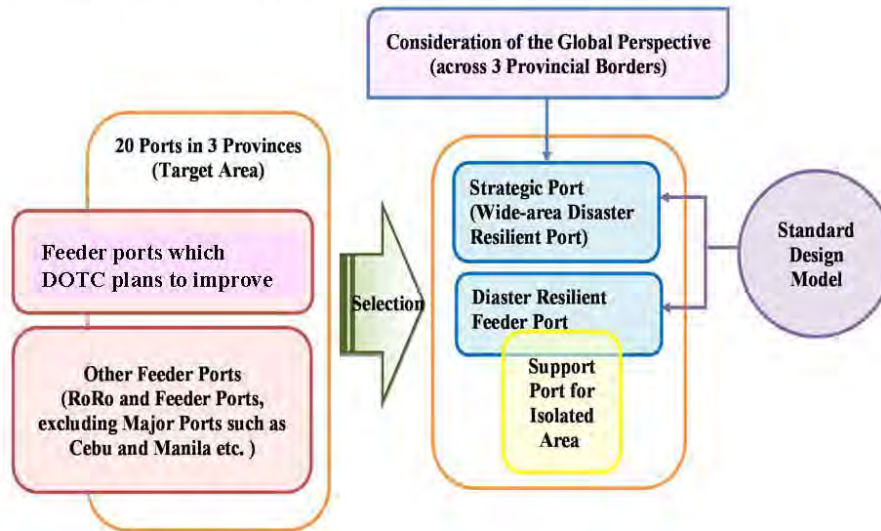 Consideration of the Global Perspective
(across 3 Provincial Borders)
20 Ports in 3 Provinces
(Target Area)
Feeder ports which
DOTC plans to improve
Other Feeder Ports
(RoRo and Feeder Ports,
excluding Major Ports such as
Cebu and Manila etc. )
Selection
Strategic Port
(Wide-area Disaster
Resilient Port)
Diaster Resilient
Feeder Port
Support
Port for
Isolated
Area
Standard
Design
Model